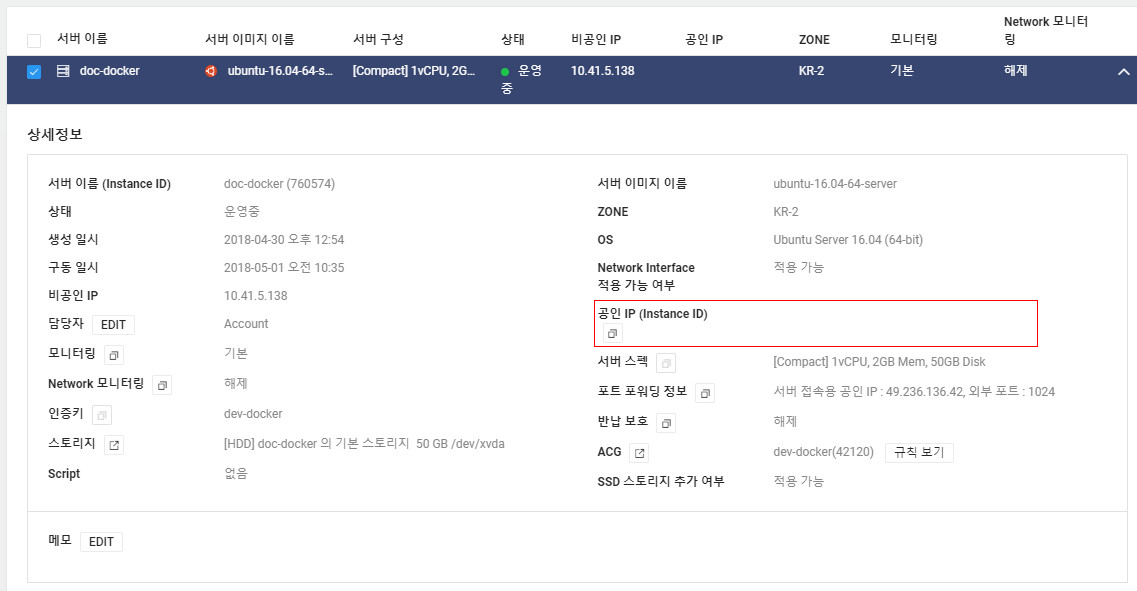 서버 이름 서버 이미지 이름 서버 구성 상태 비공인 IP 공인 IP ZONE 모니터링 Network 모니터
링
doc-docker ubuntu-16.04-64-s... [Compact] 1vCPU, 2G... 운영 10.41.5.138 KR-2 기본 해제
중
상세정보
서버 이름 (Instance ID) doc-docker (760574)
상태 운영중
생성 일시 2018-04-30 오후 12:54
구동 일시 2018-05-01 오전 10:35
비공인 IP 10.41.5.138
담당자 EDIT Account
모니터링 기본
Network 모니터링 해제
인증키 dev-docker
스토리지 [HDD] doc-docker 의 기본 스토리지 50 GB /dev/xvda
Script 없음
서버 이미지 이름 ubuntu-16.04-64-server
ZONE KR-2
OS Ubuntu Server 16.04 (64-bit)
Network Interface 적용 가능
적용 가능 여부
공인 IP (Instance ID)
서버 스펙 [Compact] 1vCPU, 2GB Mem, 50GB Disk
포트 포워딩 정보 서버 접속용 공인 IP : 49.236.136.42, 외부 포트 : 1024
반납 보호 해제
ACG dev-docker(42120) 규칙 보기
SSD 스토리지 추가 여부 적용 가능
메모 EDIT